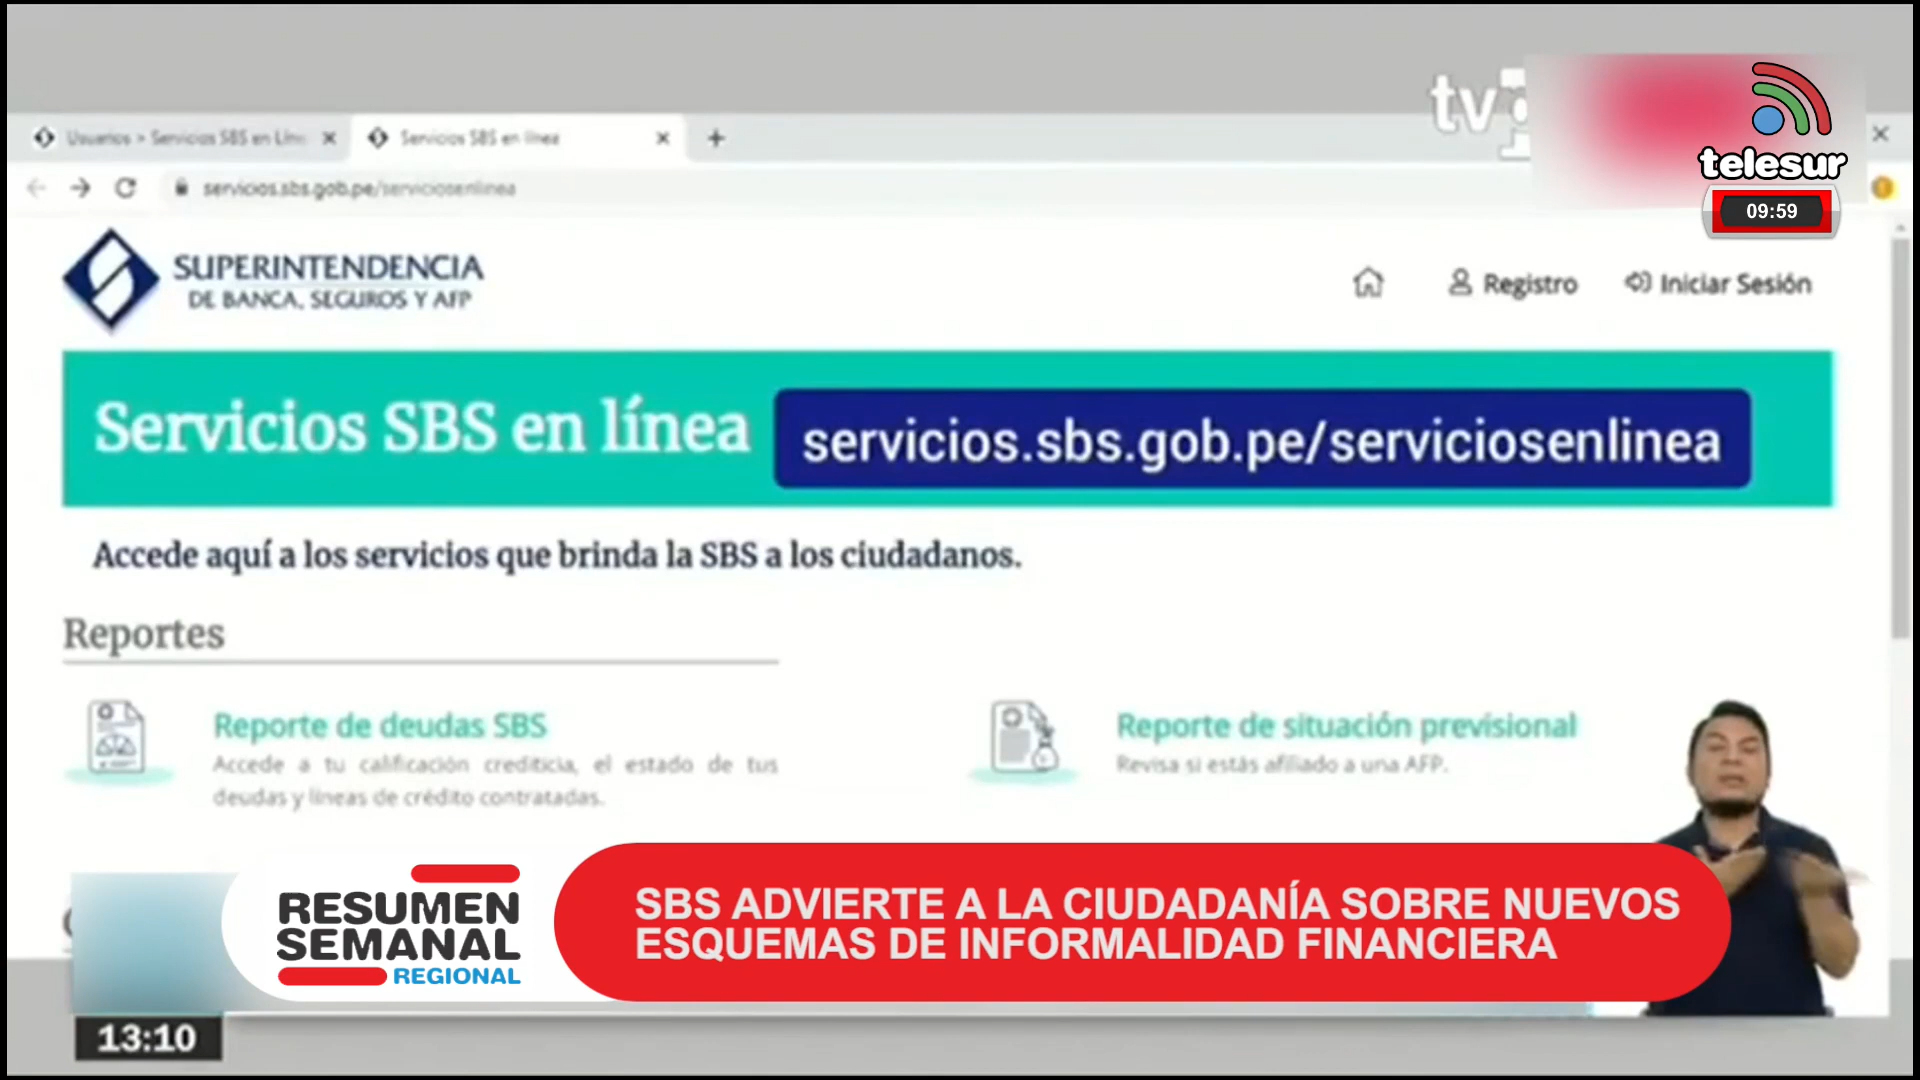 tv
telesur
09:59
Usuarios > Servicios SBS en Lín
Servicios SBS en línea
servicios.sbs.gob.pe/serviciosenlinea
SUPERINTENDENCIA
DE BANCA, SEGUROS Y AFP
Registro
Iniciar Sesión
Servicios SBS en línea
servicios.sbs.gob.pe/serviciosenlinea
Accede aquí a los servicios que brinda la SBS a los ciudadanos.
Reportes
Reporte de deudas SBS
Accede a tu calificación crediticia, el estado de tus
deudas y líneas de crédito contratadas.
Reporte de situación previsional
Revisa si estás afiliado a una AFP.
RESUMEN
SEMANAL
REGIONAL
SBS ADVIERTE A LA CIUDADANÍA SOBRE NUEVOS
ESQUEMAS DE INFORMALIDAD FINANCIERA
13:10